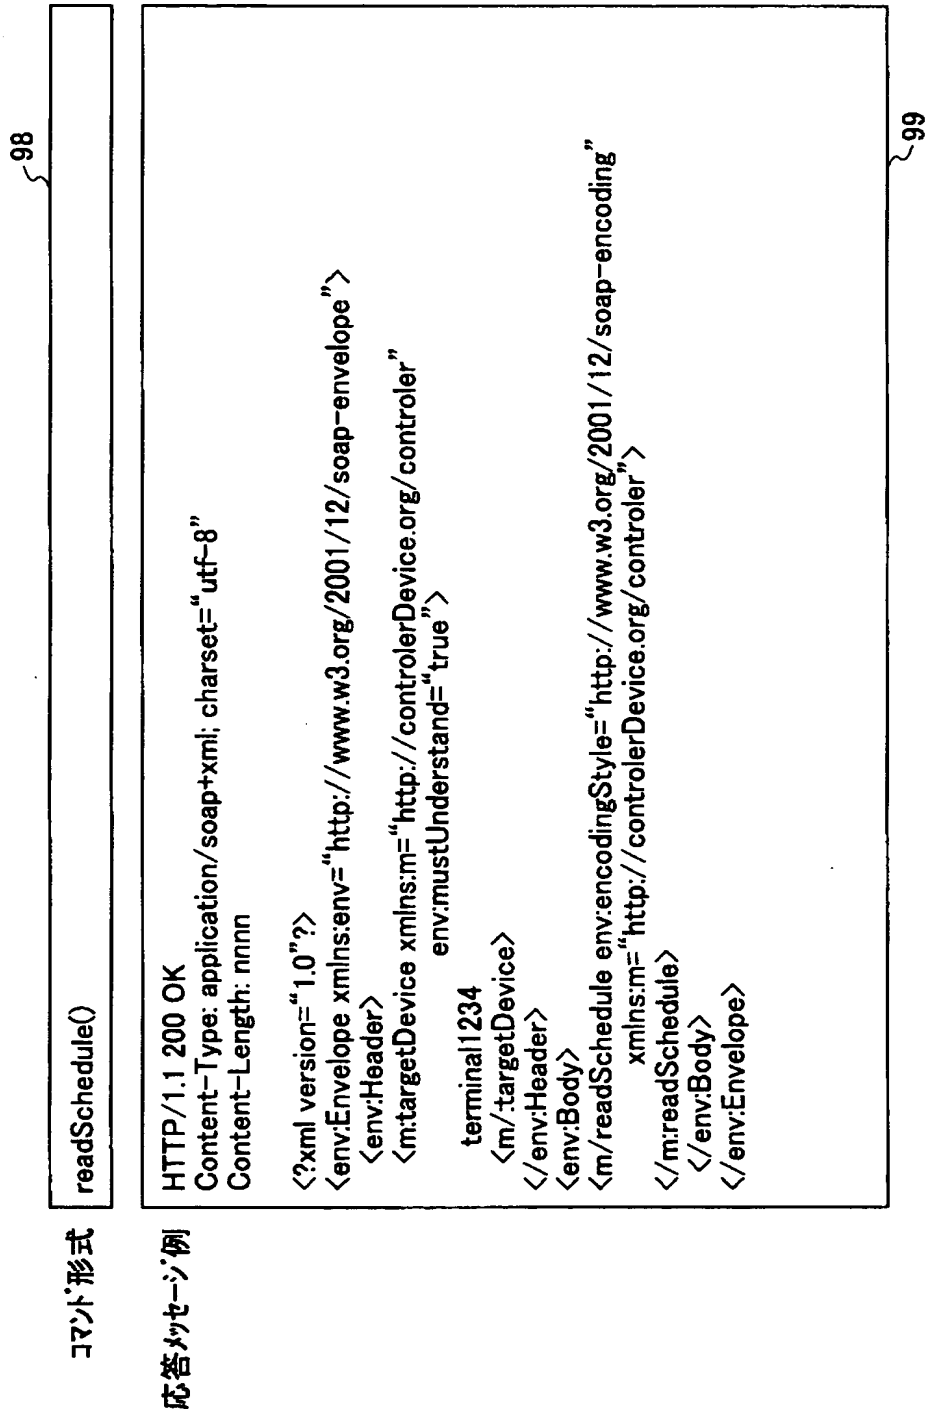 コマンド形式
readSchedule()
98
応答メッセージ例
HTTP/1.1 200 OK
Content-Type: application/soap+xml; charset=“utf-8”
Content-Length: nnnn
<?xml version=“1.0”?>
<env:Envelope xmlns:env=“http://www.w3.org/2001/12/soap-envelope”>
<env:Header>
<m:targetDevice xmlns:m=“http://controlerDevice.org/controler”
env:mustUnderstand=“true”>
terminal1234
<m/:targetDevice>
</env:Header>
<env:Body>
<m/readSchedule env:encodingStyle=“http://www.w3.org/2001/12/soap-encoding”
xmlns:m=“http://controlerDevice.org/controler”>
</m:readSchedule>
</env:Body>
</env:Envelope>
99